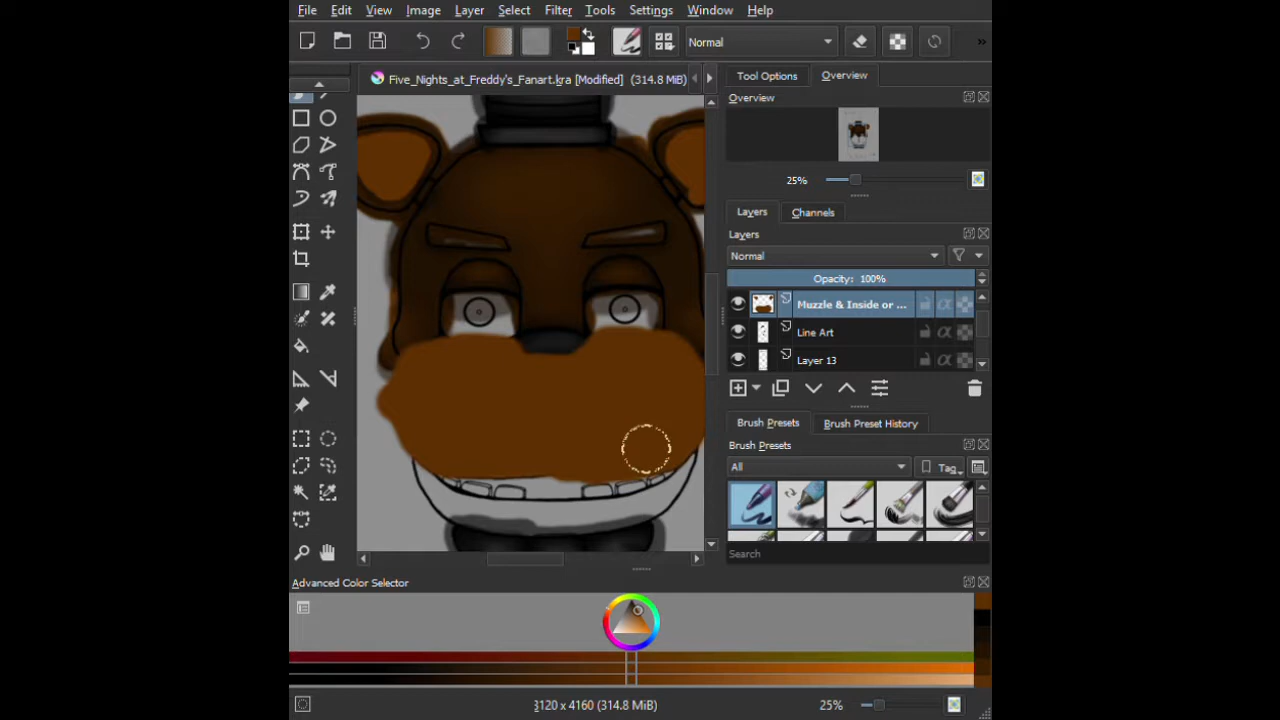 File Edit View Image Layer Select Filter Tools Settings Window Help
Normal
»
Five_Nights_at_Freddy's_Fanart.kra [Modified] (314.8 MiB)
Tool Options Overview
Overview
25%
Layers Channels
Layers
Normal
Opacity: 100%
Muzzle & Inside or ...
Line Art
Layer 13
Brush Presets Brush Preset History
Brush Presets
All
Tag
Search
Advanced Color Selector
3120 x 4160 (314.8 MiB)
25%